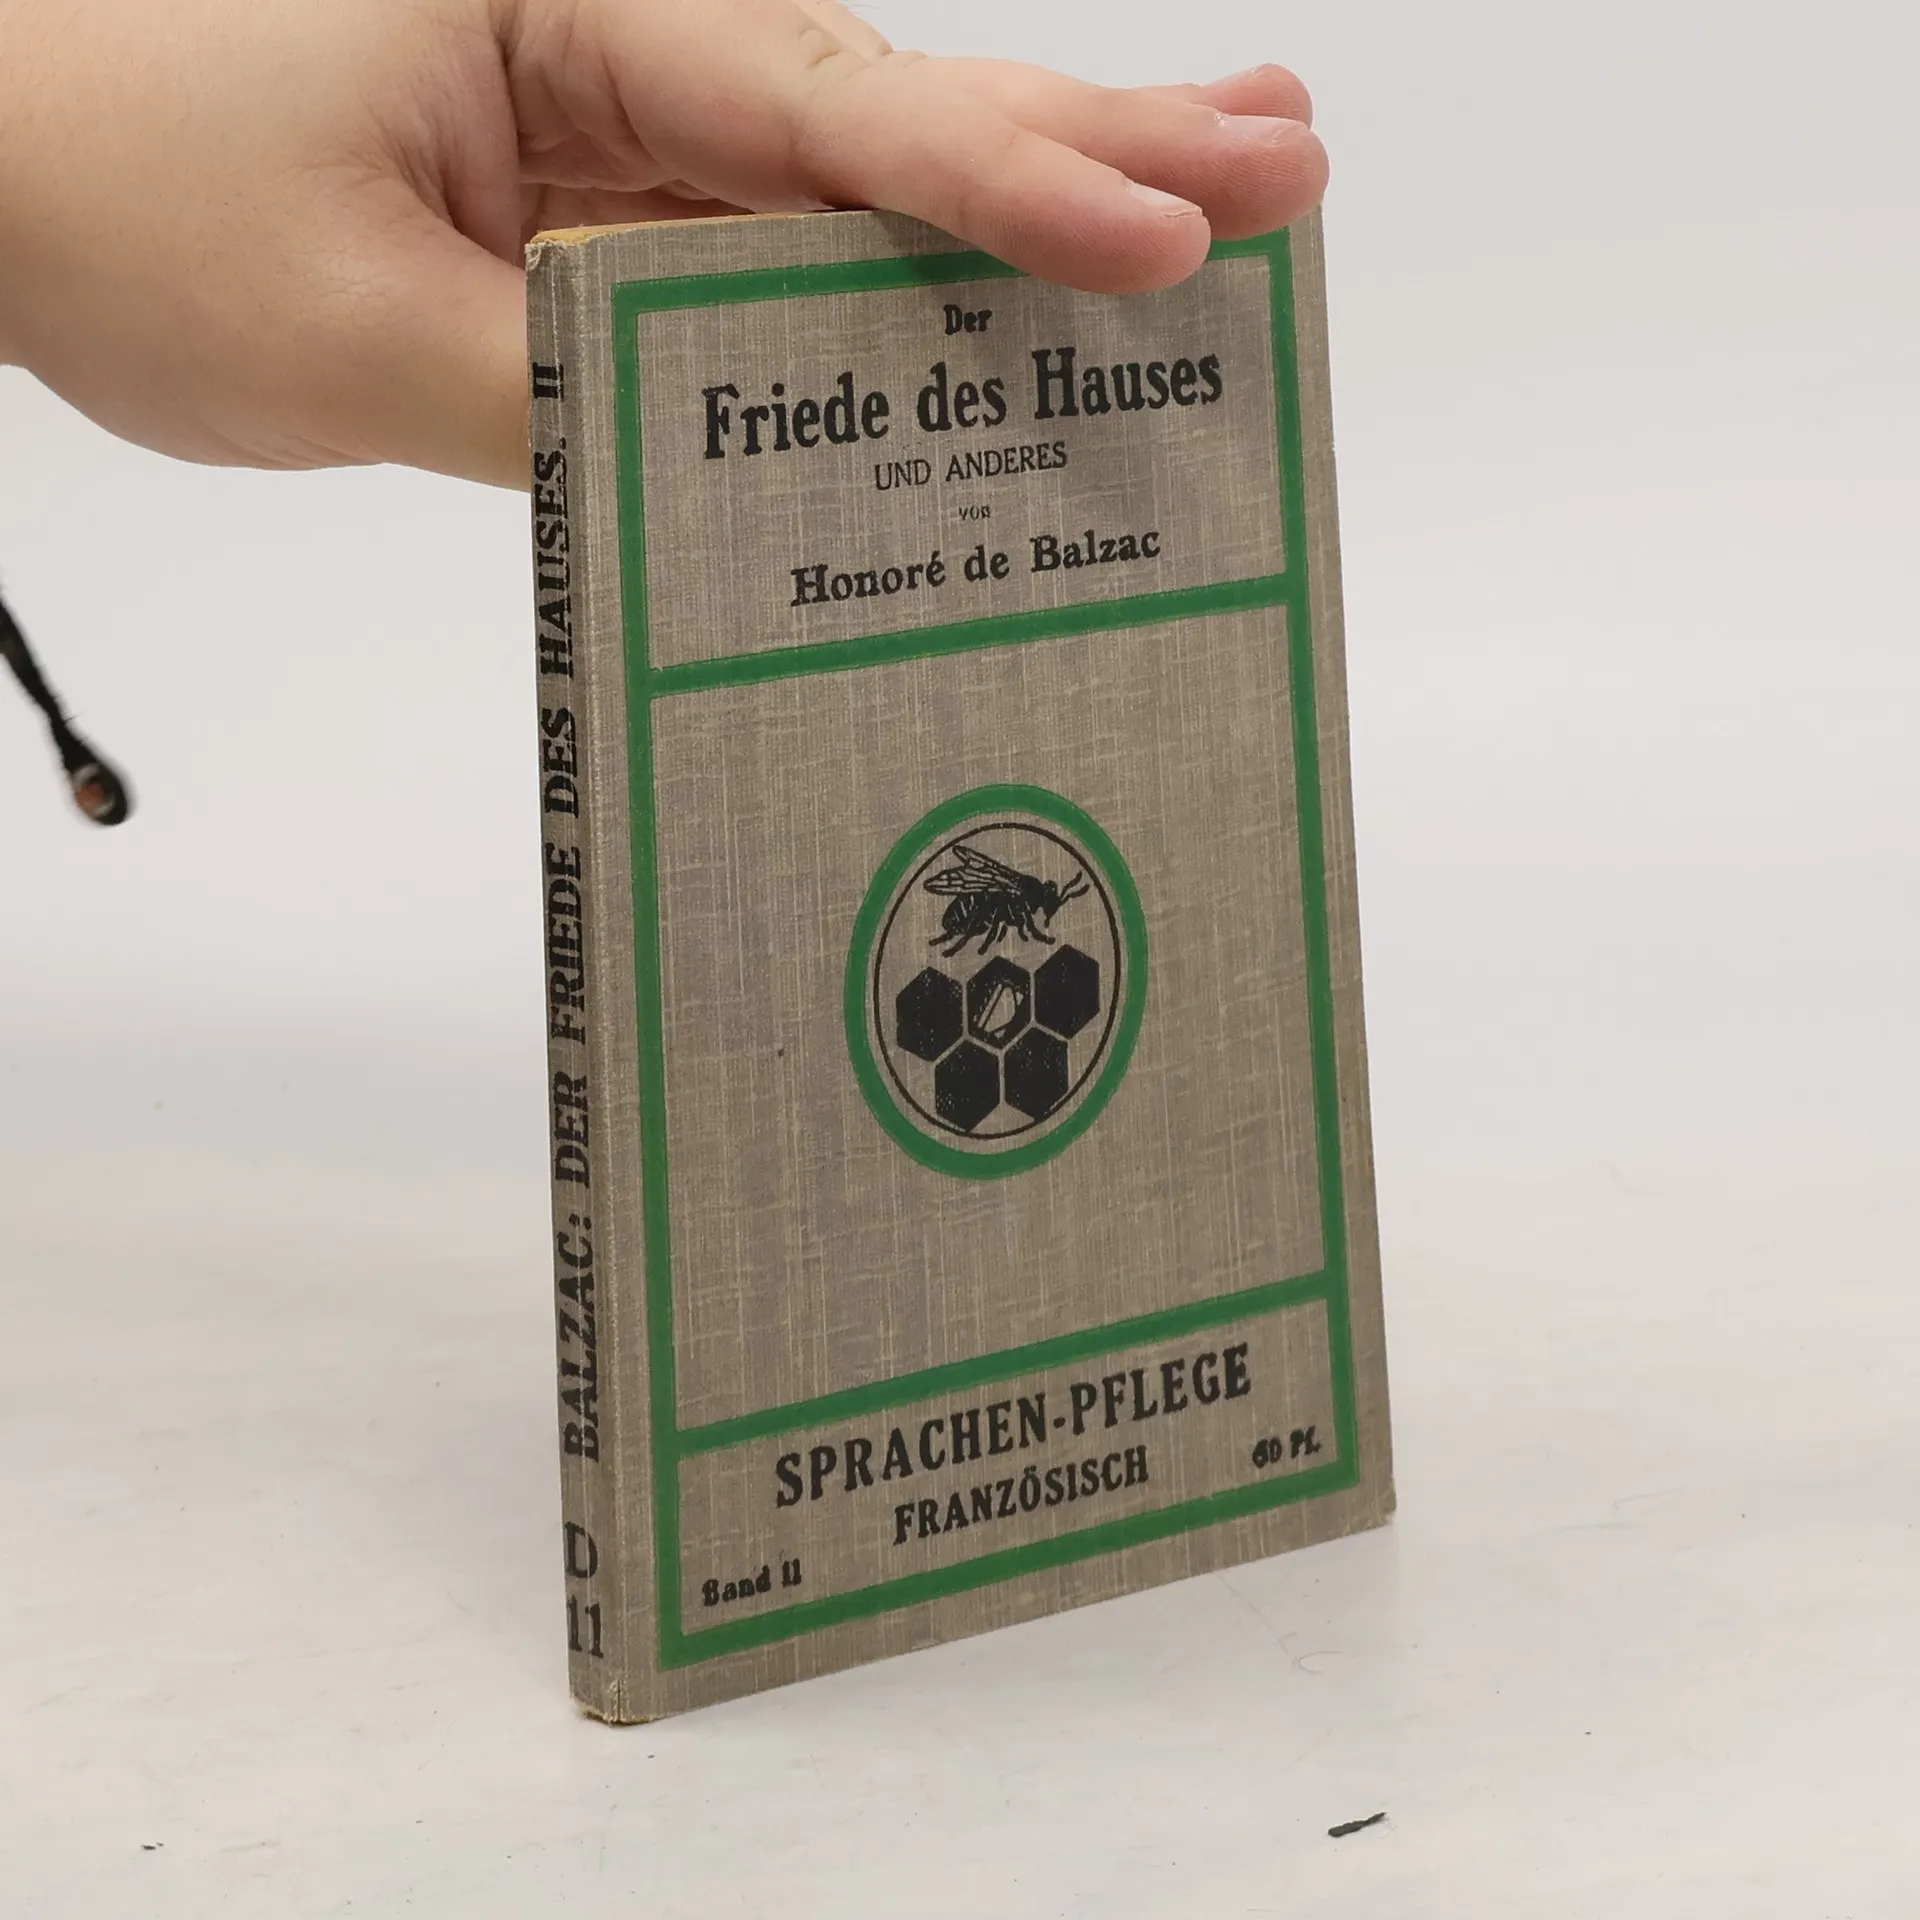 Der
Friede des Hauses
UND ANDERES
von
Honoré de Balzac
SPRACHEN-PFLEGE
FRANZÖSISCH
60 Pf.
Band 11
BALZAC: DER FRIEDE DES HAUSES. II
D
11